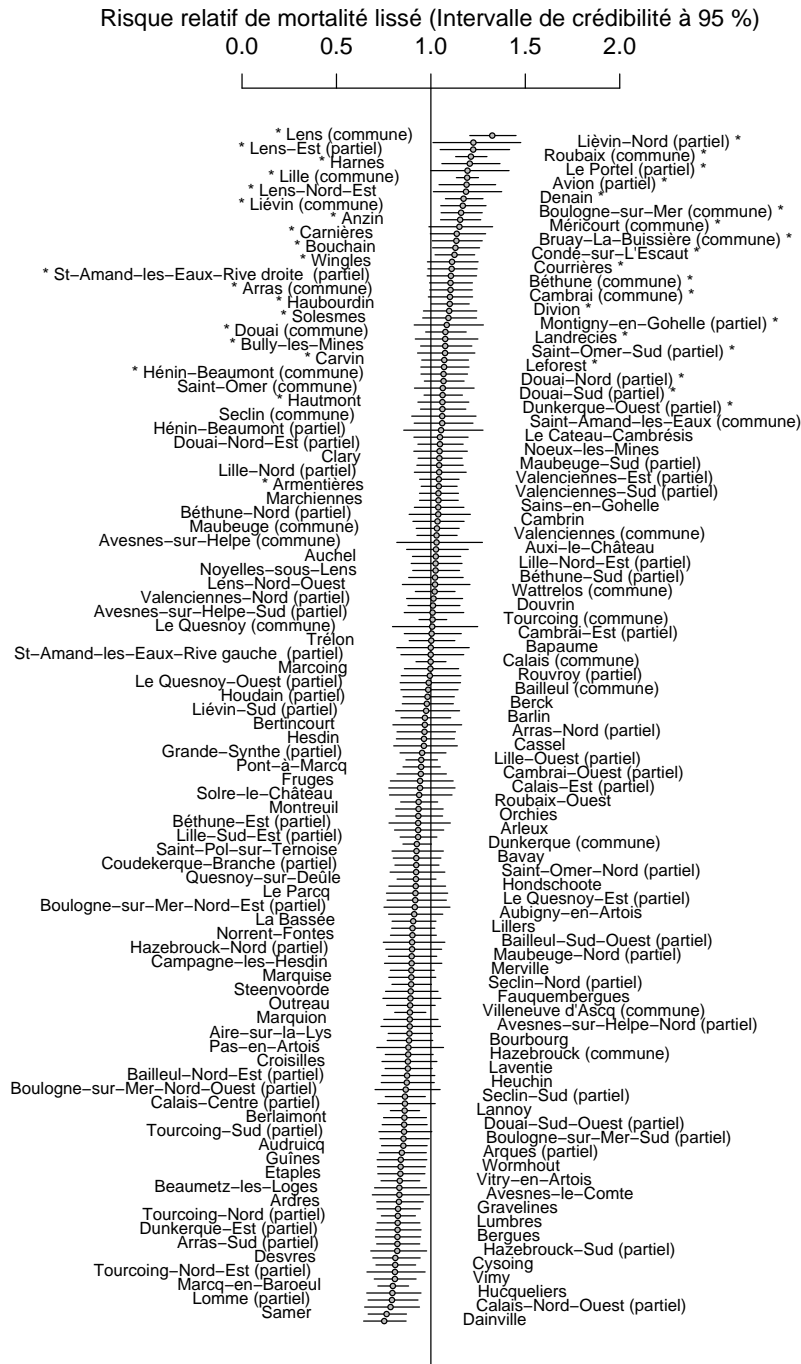 Risque relatif de mortalité lissé (Intervalle de crédibilité à 95 %)
0.0 0.5 1.0 1.5 2.0
* Lens (commune)
Lièvin−Nord (partiel) *
* Lens−Est (partiel)
Roubaix (commune) *
* Harnes
Le Portel (partiel) *
* Lille (commune)
Avion (partiel) *
* Lens−Nord−Est
Denain *
* Liévin (commune)
Boulogne−sur−Mer (commune) *
* Anzin
Méricourt (partiel) *
* Carnières
Bruay−La−Buissière (commune) *
* Bouchain
Condé−sur−L'Escaut *
* Wingles
Courrières *
* St−Amand−les−Eaux−Rive droite (partiel)
Béthune (commune) *
* Arras (commune)
Cambrai (commune) *
* Haubourdin
Divion *
* Solesmes
Montigny−en−Gohelle (partiel) *
* Douai (commune)
Landrecies *
* Bully−les−Mines
Saint−Omer−Sud (partiel) *
* Carvin
Leforest *
* Hénin−Beaumont (commune)
Douai−Nord (partiel) *
Saint−Omer (commune)
Douai−Sud (partiel) *
* Hautmont
Dunkerque−Ouest (partiel) *
Seclin (commune)
Saint−Amand−les−Eaux (commune)
Hénin−Beaumont (partiel)
Le Cateau−Cambrésis
Douai−Nord−Est (partiel)
Noeux−les−Mines
Clary
Maubeuge−Sud (partiel)
Lille−Nord (partiel)
Valenciennes−Est (partiel)
* Armentières
Valenciennes−Sud (partiel)
Marchiennes
Sains−en−Gohelle
Béthune−Nord (partiel)
Cambrin
Maubeuge (commune)
Valenciennes (commune)
Avesnes−sur−Helpe (commune)
Auxi−le−Château
Auchel
Lille−Nord−Est (partiel)
Noyelles−sous−Lens
Béthune−Sud (partiel)
Lens−Nord−Ouest
Wattrelos (commune)
Valenciennes−Nord (partiel)
Douvrin
Avesnes−sur−Helpe−Sud (partiel)
Tourcoing (commune)
Le Quesnoy (commune)
Cambrai−Est (partiel)
Trélon
Bapaume
St−Amand−les−Eaux−Rive gauche (partiel)
Calais (commune)
Marcoing
Rouvroy (partiel)
Le Quesnoy−Ouest (partiel)
Bailleul (commune)
Houdain (partiel)
Berck
Liévin−Sud (partiel)
Barlin
Bertincourt
Arras−Nord (partiel)
Hesdin
Cassel
Grande−Synthe (partiel)
Lille−Ouest (partiel)
Pont−à−Marcq
Cambrai−Ouest (partiel)
Fruges
Calais−Est (partiel)
Solre−le−Château
Roubaix−Ouest
Montreuil
Orchies
Béthune−Est (partiel)
Arleux
Lille−Sud−Est (partiel)
Dunkerque (commune)
Saint−Pol−sur−Ternoise
Bavay
Coudekerque−Branche (partiel)
Saint−Omer−Nord (partiel)
Quesnoy−sur−Deûle
Hondschoote
Le Parcq
Le Quesnoy−Est (partiel)
Boulogne−sur−Mer−Nord−Est (partiel)
Aubigny−en−Artois
La Bassée
Lillers
Norrent−Fontes
Bailleul−Sud−Ouest (partiel)
Hazebrouck−Nord (partiel)
Maubeuge−Nord (partiel)
Campagne−les−Hesdin
Merville
Marquise
Seclin−Nord (partiel)
Steenvoorde
Fauquembergues
Outreau
Villeneuve d'Ascq (commune)
Marquion
Avesnes−sur−Helpe−Nord (partiel)
Aire−sur−la−Lys
Bourbourg
Pas−en−Artois
Hazebrouck (commune)
Croisilles
Laventie
Bailleul−Nord−Est (partiel)
Heuchin
Boulogne−sur−Mer−Nord−Ouest (partiel)
Seclin−Sud (partiel)
Calais−Centre (partiel)
Lannoy
Berlaimont
Douai−Sud−Ouest (partiel)
Tourcoing−Sud (partiel)
Boulogne−sur−Mer−Sud (partiel)
Audruicq
Arques (partiel)
Guînes
Wormhout
Etaples
Vitry−en−Artois
Beaumetz−les−Loges
Avesnes−le−Comte
Ardres
Gravelines
Tourcoing−Nord (partiel)
Lumbres
Dunkerque−Est (partiel)
Bergues
Arras−Sud (partiel)
Hazebrouck−Sud (partiel)
Desvres
Cysoing
Tourcoing−Nord−Est (partiel)
Vimy
Marcq−en−Baroeul
Hucqueliers
Lomme (partiel)
Calais−Nord−Ouest (partiel)
Samer
Dainville